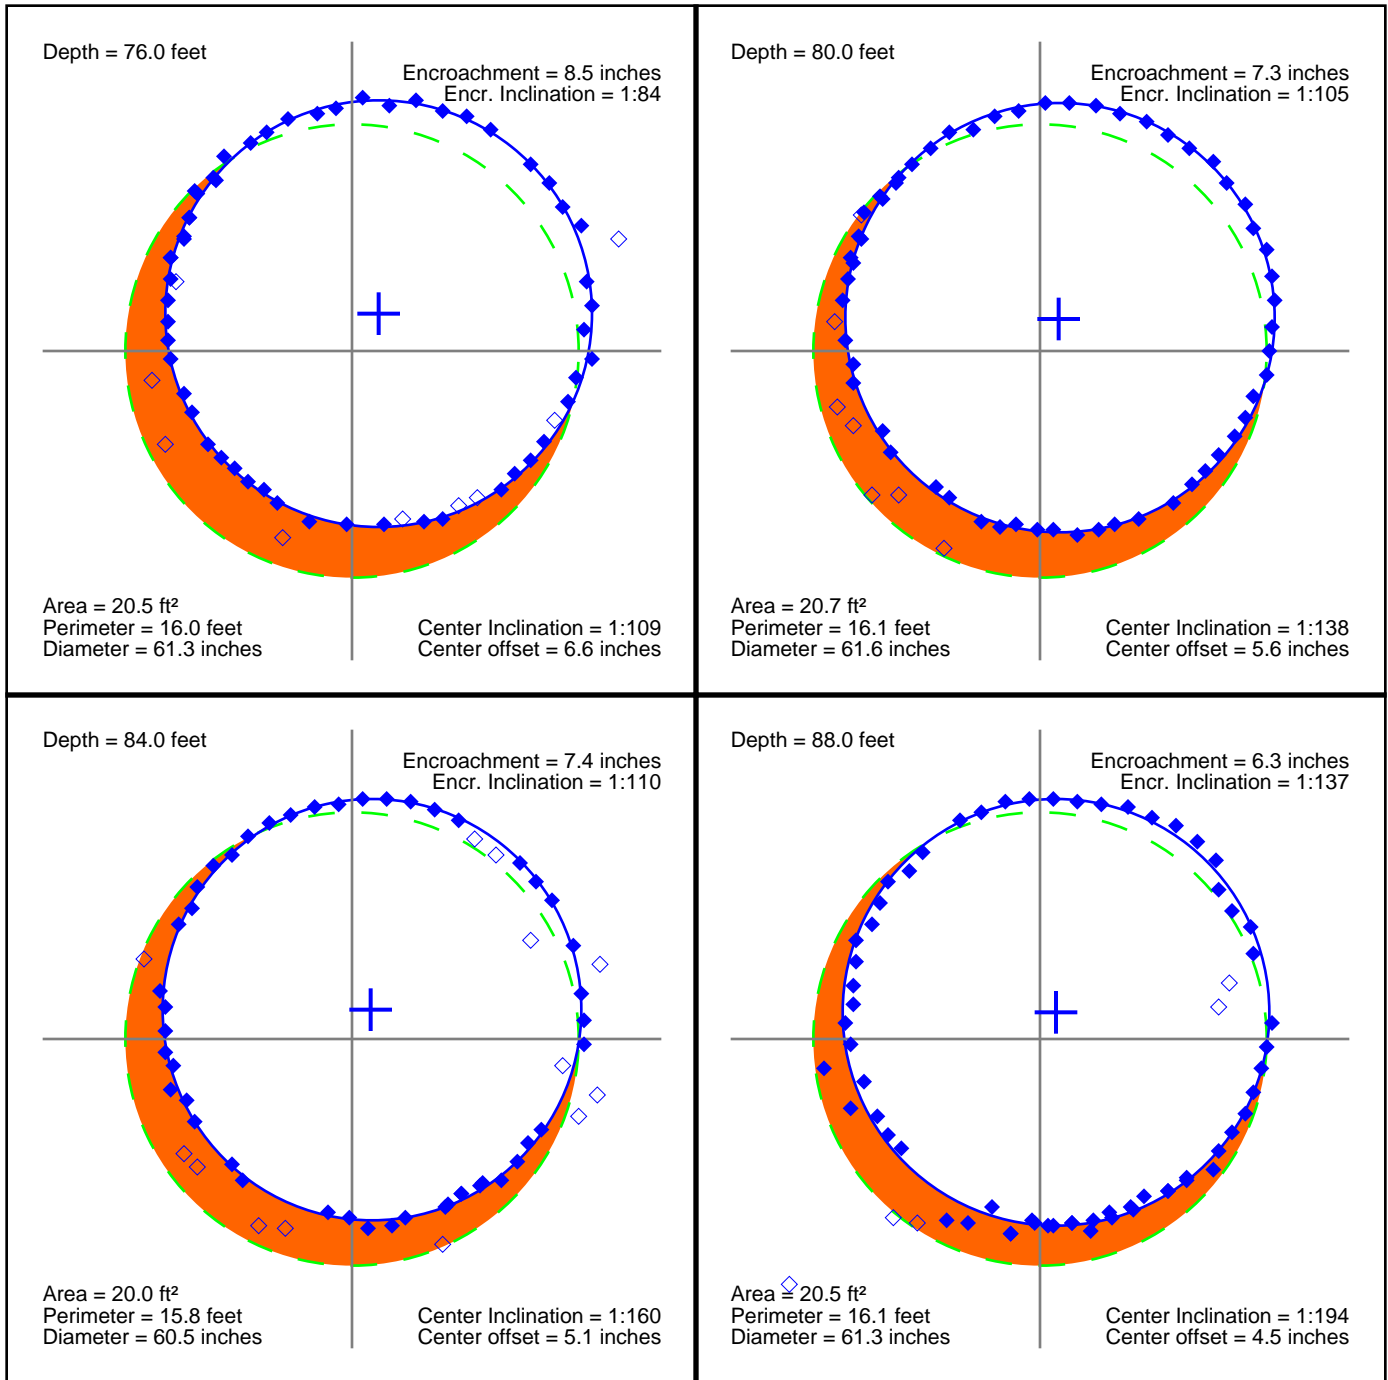 Depth = 76.0 feet
Encroachment = 8.5 inches
Encr. Inclination = 1:84
Area = 20.5 ft²
Perimeter = 16.0 feet
Diameter = 61.3 inches
Center Inclination = 1:109
Center offset = 6.6 inches
Depth = 80.0 feet
Encroachment = 7.3 inches
Encr. Inclination = 1:105
Area = 20.7 ft²
Perimeter = 16.1 feet
Diameter = 61.6 inches
Center Inclination = 1:138
Center offset = 5.6 inches
Depth = 84.0 feet
Encroachment = 7.4 inches
Encr. Inclination = 1:110
Area = 20.0 ft²
Perimeter = 15.8 feet
Diameter = 60.5 inches
Center Inclination = 1:160
Center offset = 5.1 inches
Depth = 88.0 feet
Encroachment = 6.3 inches
Encr. Inclination = 1:137
Area = 20.5 ft²
Perimeter = 16.1 feet
Diameter = 61.3 inches
Center Inclination = 1:194
Center offset = 4.5 inches